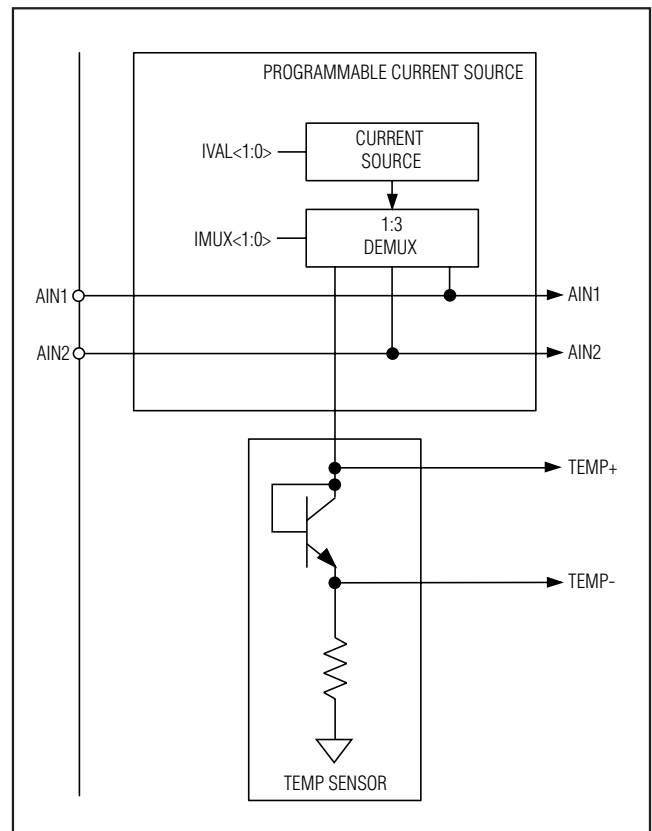 PROGRAMMABLE CURRENT SOURCE
CURRENT
SOURCE
IVAL<1:0>
1:3
DEMUX
IMUX<1:0>
AIN1
AIN1
AIN2
AIN2
TEMP+
TEMP-
TEMP SENSOR